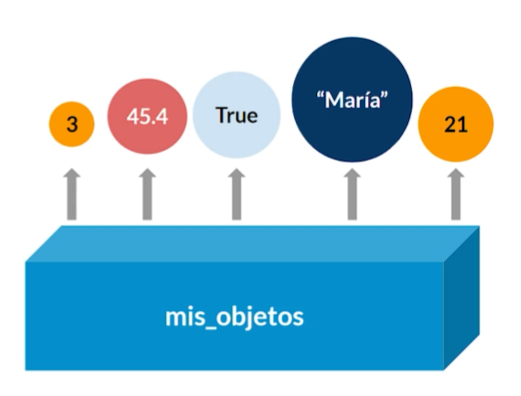 3
45.4
True
“María”
21
mis_objetos